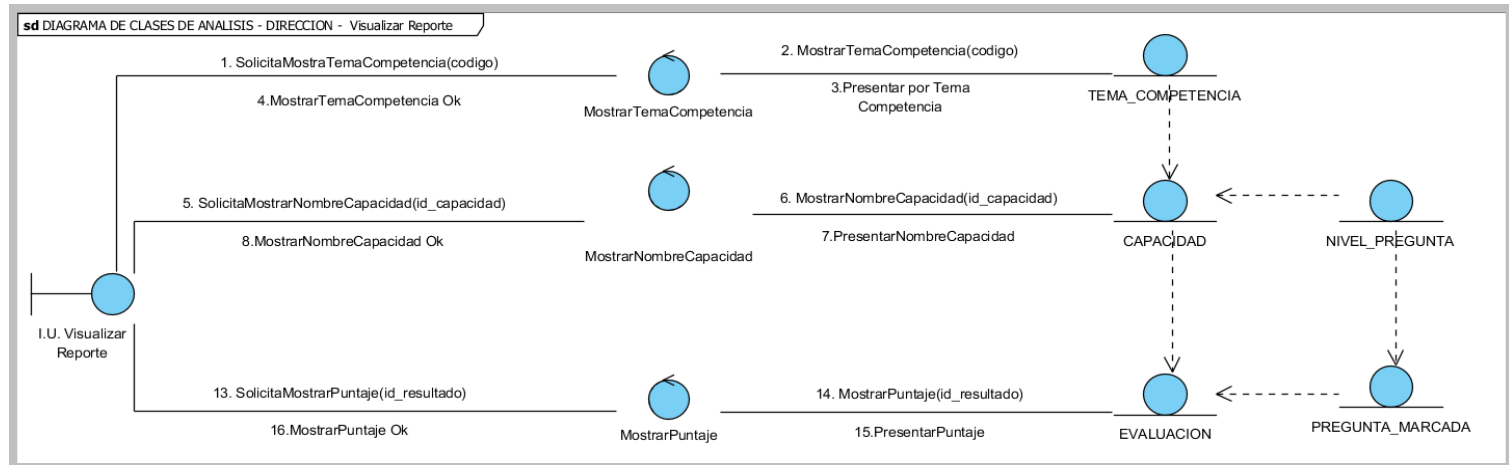 sd DIAGRAMA DE CLASES DE ANALISIS - DIRECCION - Visualizar Reporte
1. SolicitaMostraTemaCompetencia(codigo)
4.MostrarTemaCompetencia Ok
MostrarTemaCompetencia
2. MostrarTemaCompetencia(codigo)
3.Presentar por Tema
Competencia
TEMA_COMPETENCIA
5. SolicitaMostrarNombreCapacidad(id_capacidad)
8.MostrarNombreCapacidad Ok
MostrarNombreCapacidad
6. MostrarNombreCapacidad(id_capacidad)
7.PresentarNombreCapacidad
CAPACIDAD
NIVEL_PREGUNTA
I.U. Visualizar
Reporte
13. SolicitaMostrarPuntaje(id_resultado)
16.MostrarPuntaje Ok
MostrarPuntaje
14. MostrarPuntaje(id_resultado)
15.PresentarPuntaje
EVALUACION
PREGUNTA_MARCADA